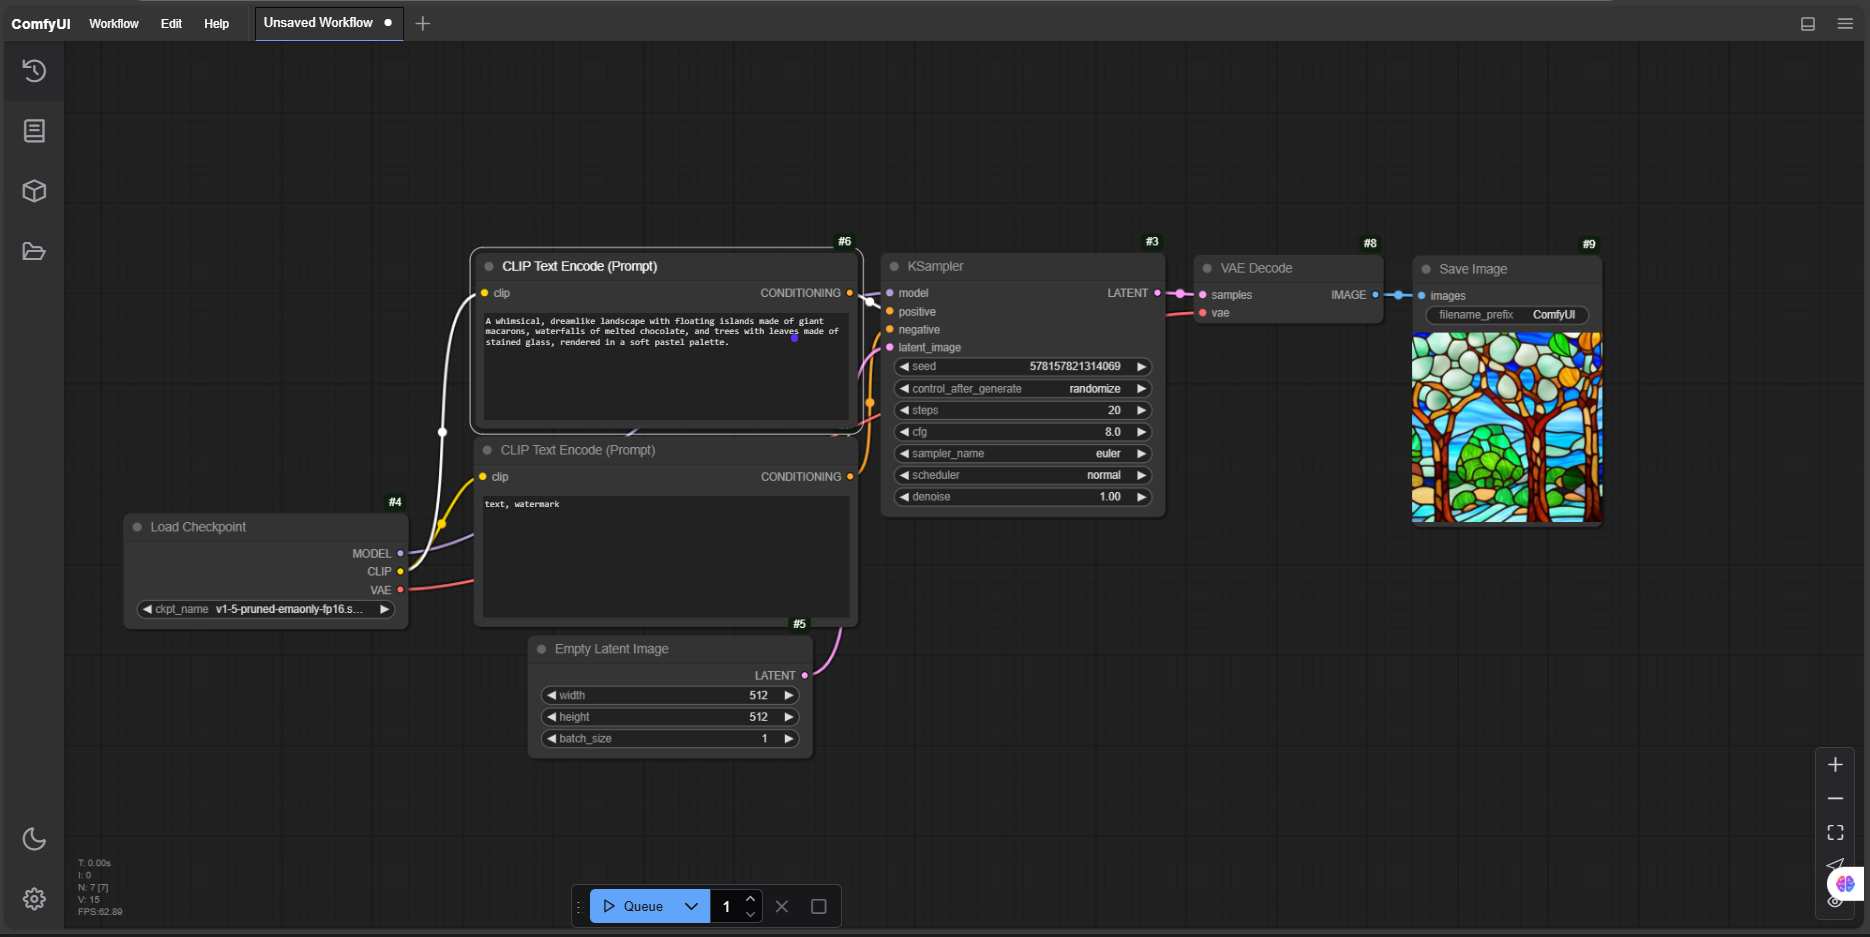 ComfyUI Workflow Edit Help Unsaved Workflow
#6
CLIP Text Encode (Prompt)
clip CONDITIONING
A whimsical, dreamlike landscape with floating islands made of giant
macarons, waterfalls of melted chocolate, and trees with leaves made of
stained glass, rendered in a soft pastel palette.
CLIP Text Encode (Prompt)
clip CONDITIONING
text, watermark
#4
Load Checkpoint
MODEL
CLIP
VAE
ckpt_name v1-5-pruned-emaonly-fp16.s...
#5
Empty Latent Image
LATENT
width 512
height 512
batch_size 1
#3
KSampler
model LATENT
positive
negative
latent_image
seed 578157821314069
control_after_generate randomize
steps 20
cfg 8.0
sampler_name euler
scheduler normal
denoise 1.00
#8
VAE Decode
samples IMAGE
vae
#9
Save Image
images
filename_prefix ComfyUI
T: 0.00s
I: 0
N: 7 [7]
V: 15
FPS:62.89
Queue 1